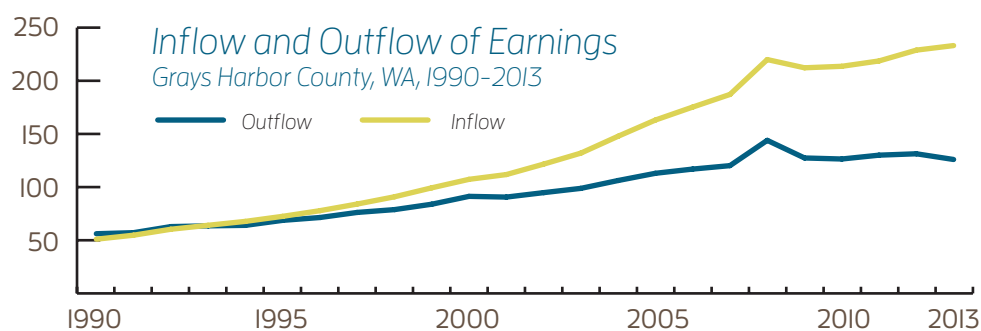 Inflow and Outflow of Earnings
Grays Harbor County, WA, 1990-2013
Outflow Inflow
250
200
150
100
50
1990 1995 2000 2005 2010 2013